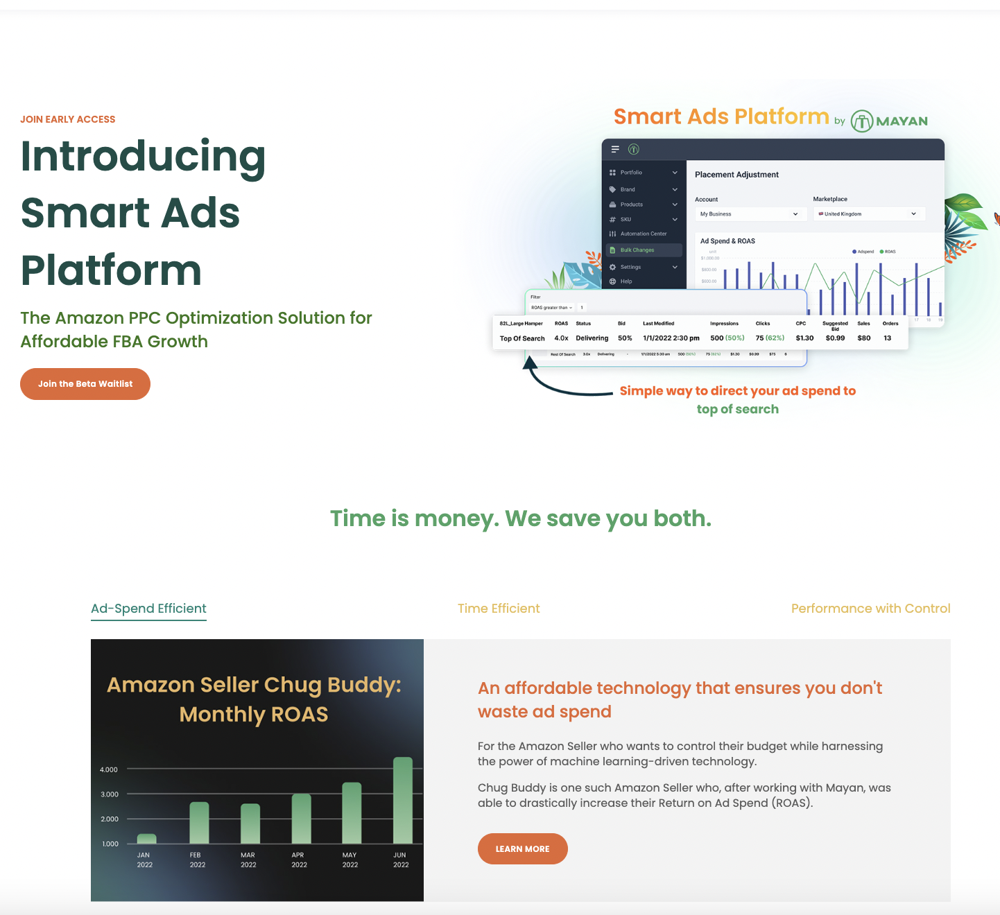 JOIN EARLY ACCESS
Introducing
Smart Ads
Platform
The Amazon PPC Optimization Solution for
Affordable FBA Growth
Join the Beta Waitlist
Smart Ads Platform by MAYAN
Portfolio
Brand
Products
SKU
Automation Center
Bulk Changes
Settings
Help
Placement Adjustment
Account Marketplace
My Business United Kingdom
Ad Spend & ROAS
Adspend ROAS
unit
$1,000.00
$800.00
$600.00
17 18 19
Filter
ROAS greater than 1
82L_Large Hamper ROAS Status Bid Last Modified Impressions Clicks CPC Suggested Bid Sales Orders
Top Of Search 4.0x Delivering 50% 1/1/2022 2:30 pm 500 (50%) 75 (62%) $1.30 $0.99 $80 13
Rest Of Search 3.0x Delivering - 1/1/2022 5:30 am 500 (50%) 75 (62%) $1.30 $0.99 $75 6
Simple way to direct your ad spend to
top of search
Time is money. We save you both.
Ad-Spend Efficient Time Efficient Performance with Control
Amazon Seller Chug Buddy:
Monthly ROAS
4.000
3.000
2.000
1.000
JAN FEB MAR APR MAY JUN
2022 2022 2022 2022 2022 2022
An affordable technology that ensures you don't
waste ad spend
For the Amazon Seller who wants to control their budget while harnessing
the power of machine learning-driven technology.
Chug Buddy is one such Amazon Seller who, after working with Mayan, was
able to drastically increase their Return on Ad Spend (ROAS).
LEARN MORE